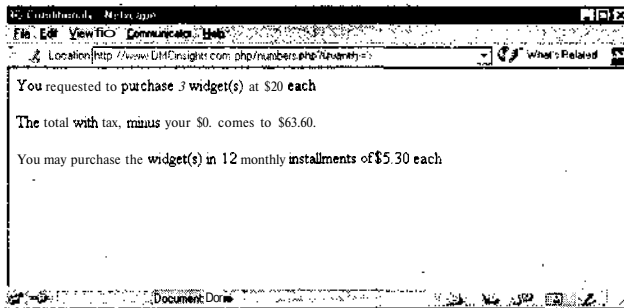 File Edit View Go Communicator Help
Location http://www.DMCinsights.com/php/numbers.php? What's Related
You requested to purchase 3 widget(s) at $20 each
The total with tax, minus your $0. comes to $63.60.
You may purchase the widget(s) in 12 monthly installments of $5.30 each
Document: Done